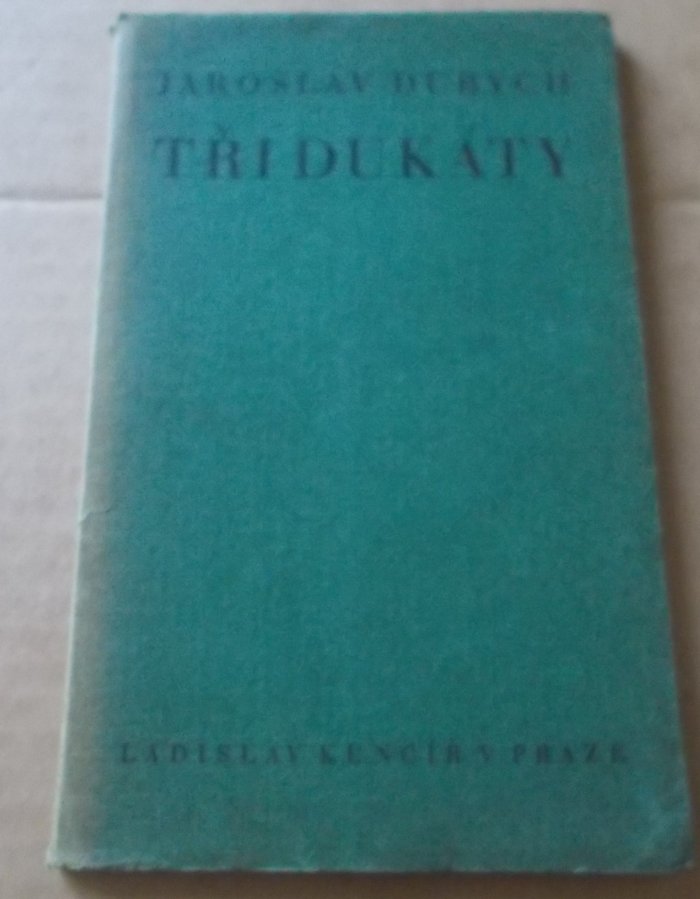 JAROSLAV DURYCH
TŘI DUKÁTY
LADISLAV KUNCÍŘ V PRAZE